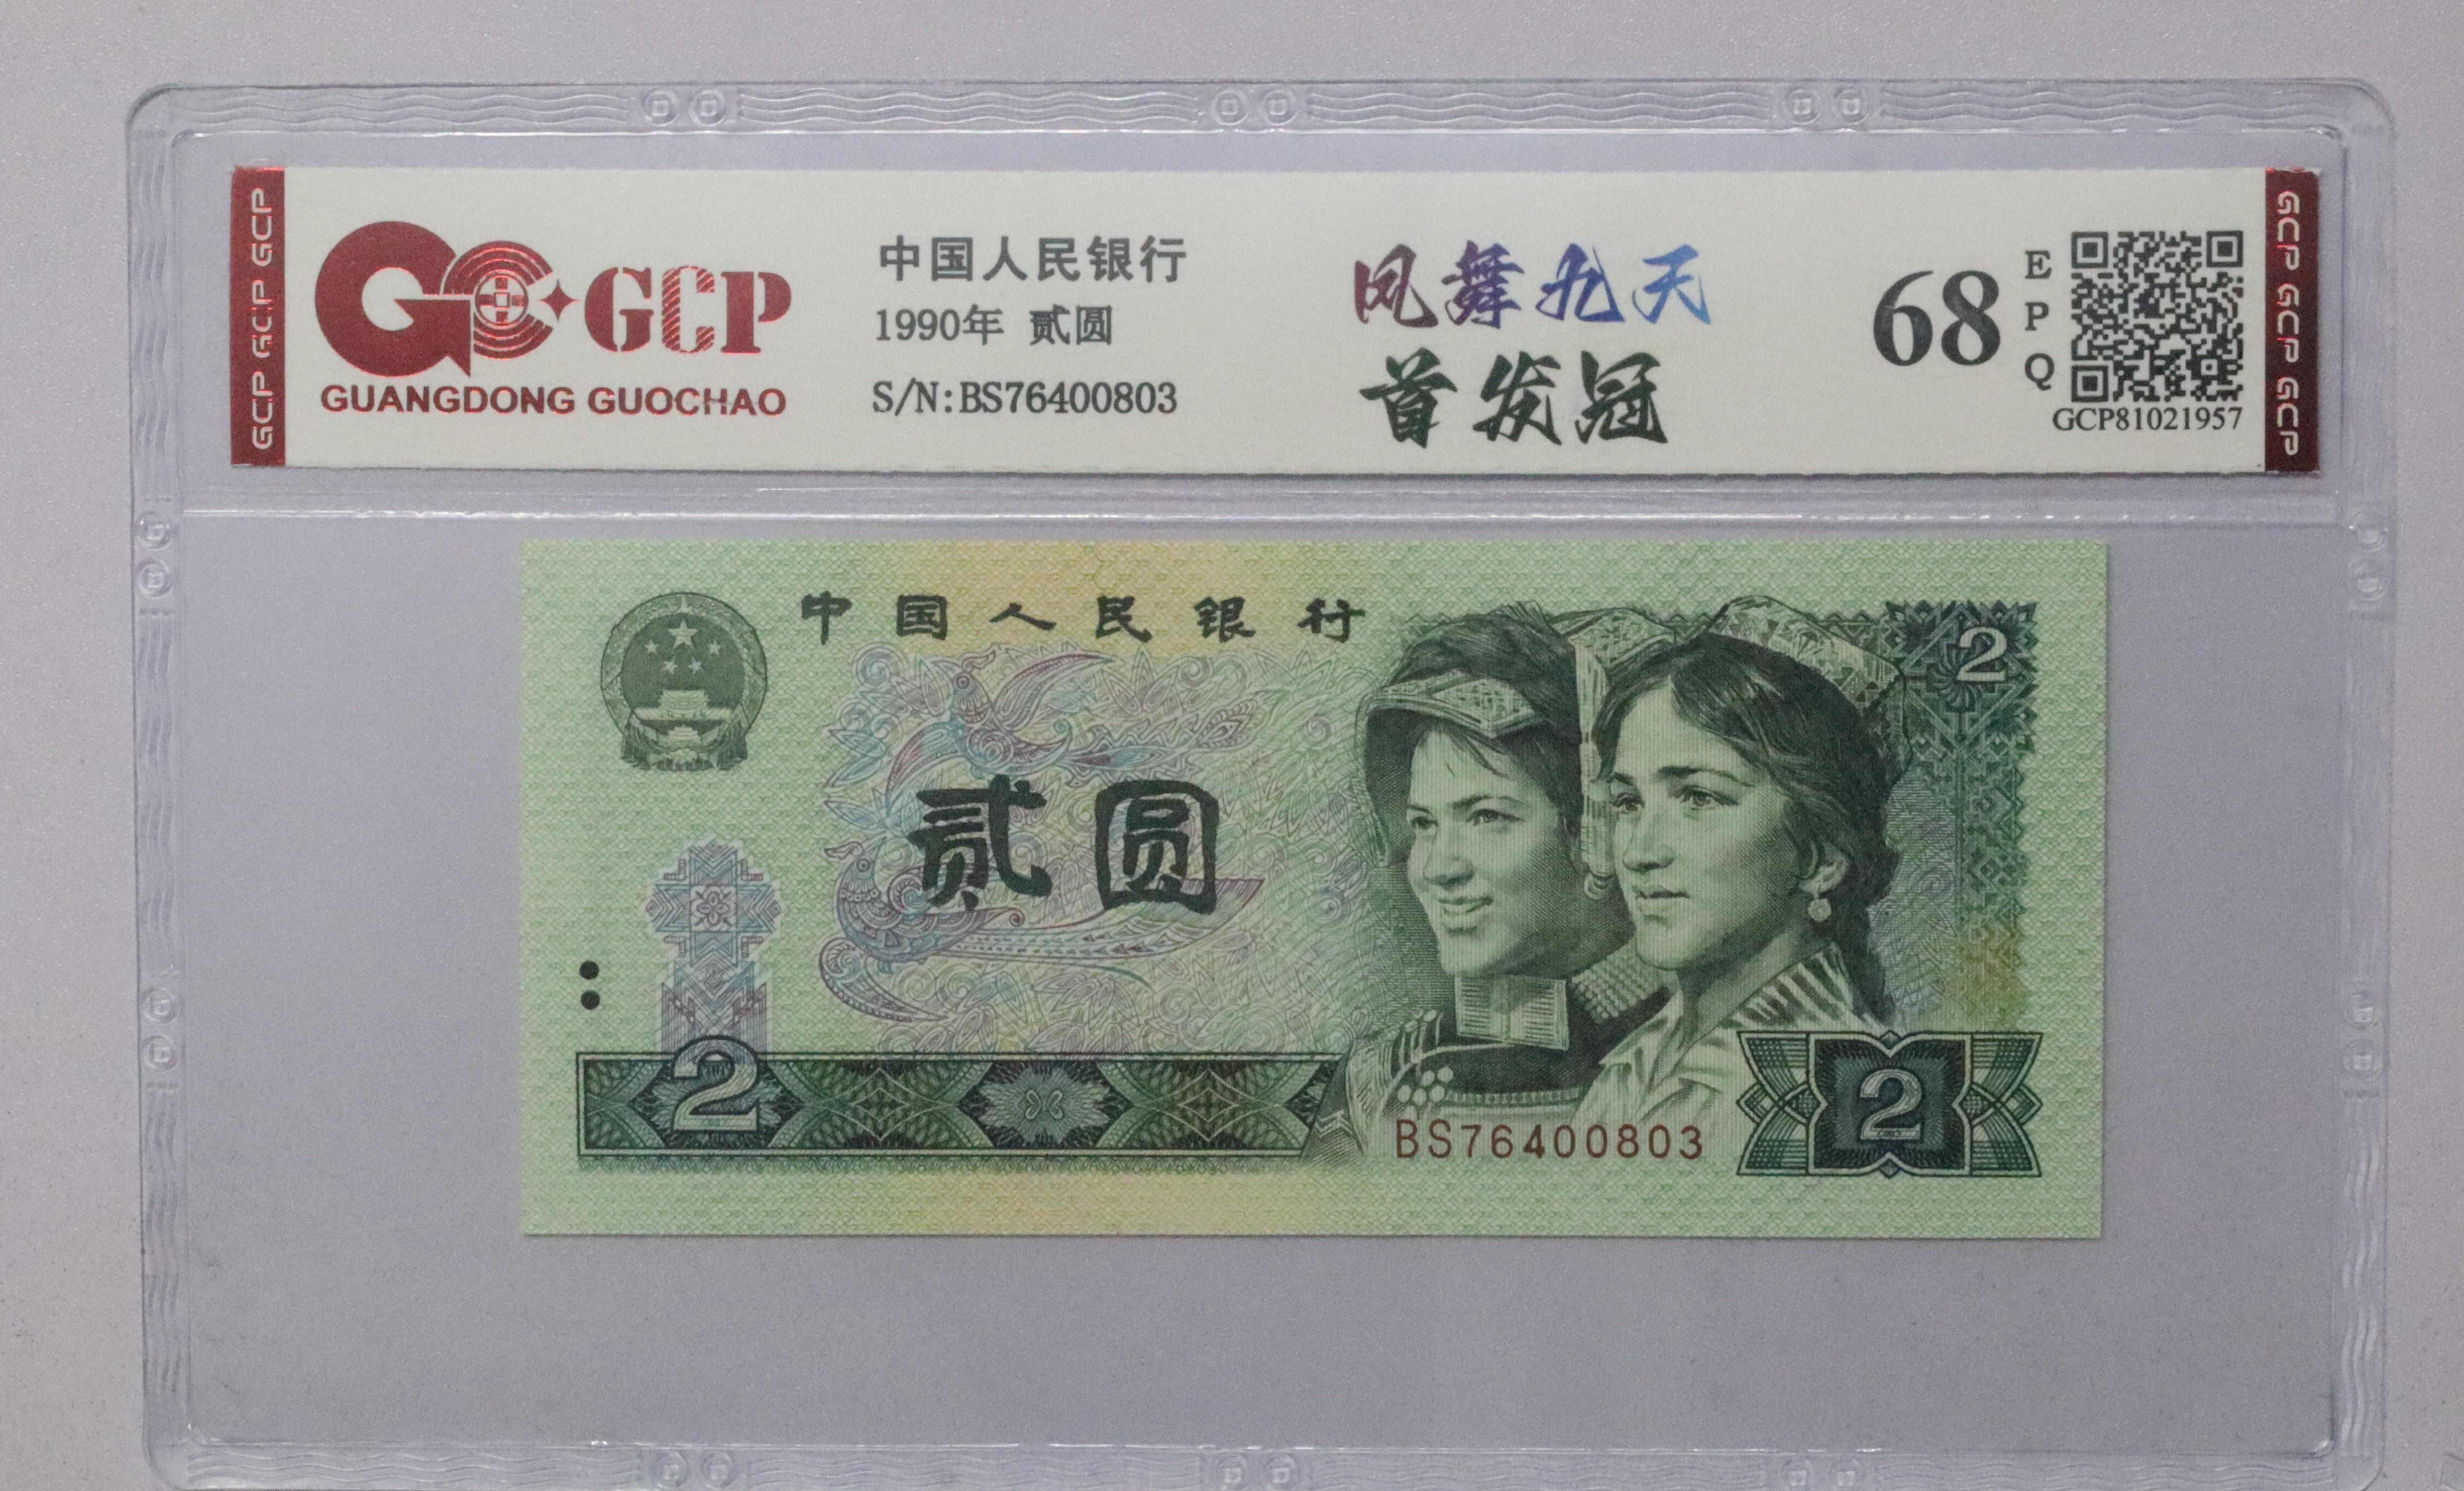 GCP GCP GCP
GCP
GUANGDONG GUOCHAO
中国人民银行
1990年 贰圆
S/N:BS76400803
凤舞九天
首发冠
68
EPQ
GCP81021957
GCP GCP GCP
中国人民银行
2
贰圆
2
BS76400803
2